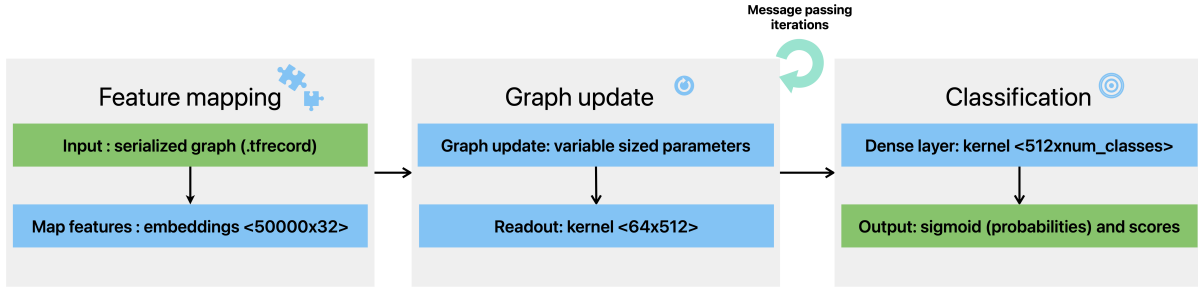 Message passing
iterations
Feature mapping
Input : serialized graph (.tfrecord)
Map features : embeddings <50000x32>
Graph update
Graph update: variable sized parameters
Readout: kernel <64x512>
Classification
Dense layer: kernel <512xnum_classes>
Output: sigmoid (probabilities) and scores